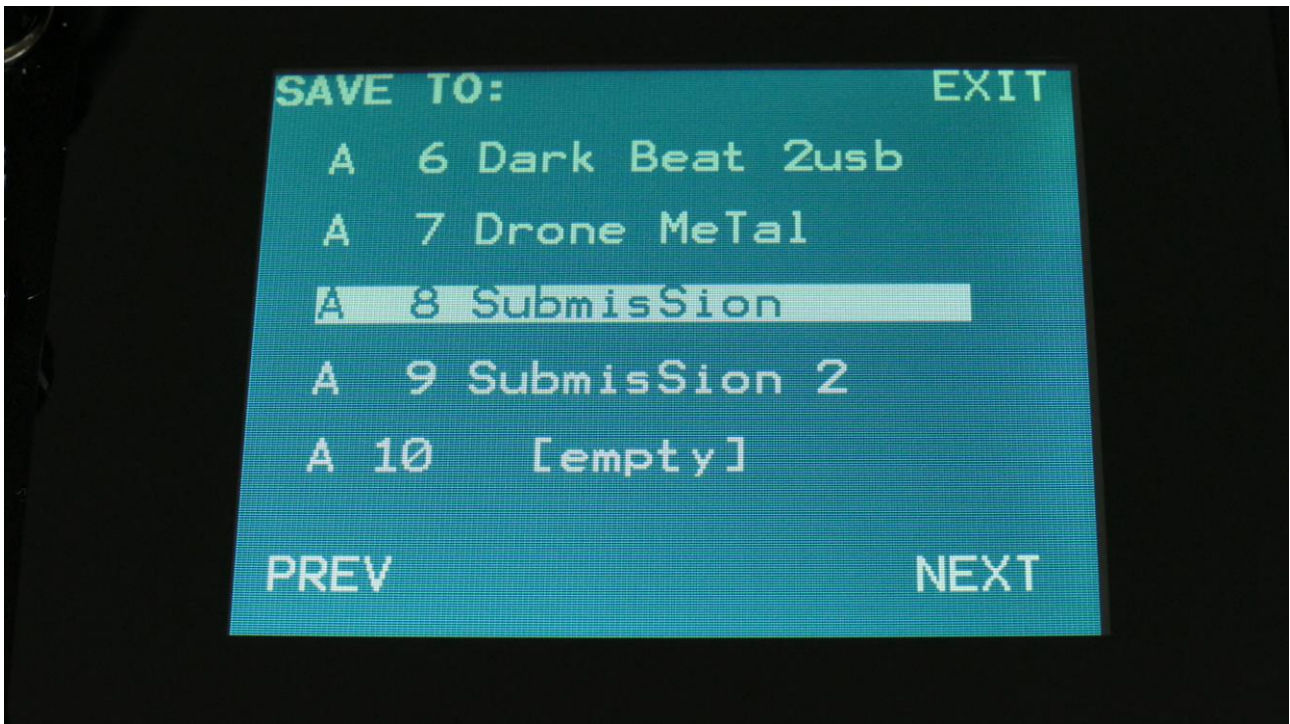 SAVE TO: EXIT
A 6 Dark Beat 2usb
A 7 Drone MeTal
A 8 SubmisSion
A 9 SubmisSion 2
A 10 [empty]
PREV NEXT